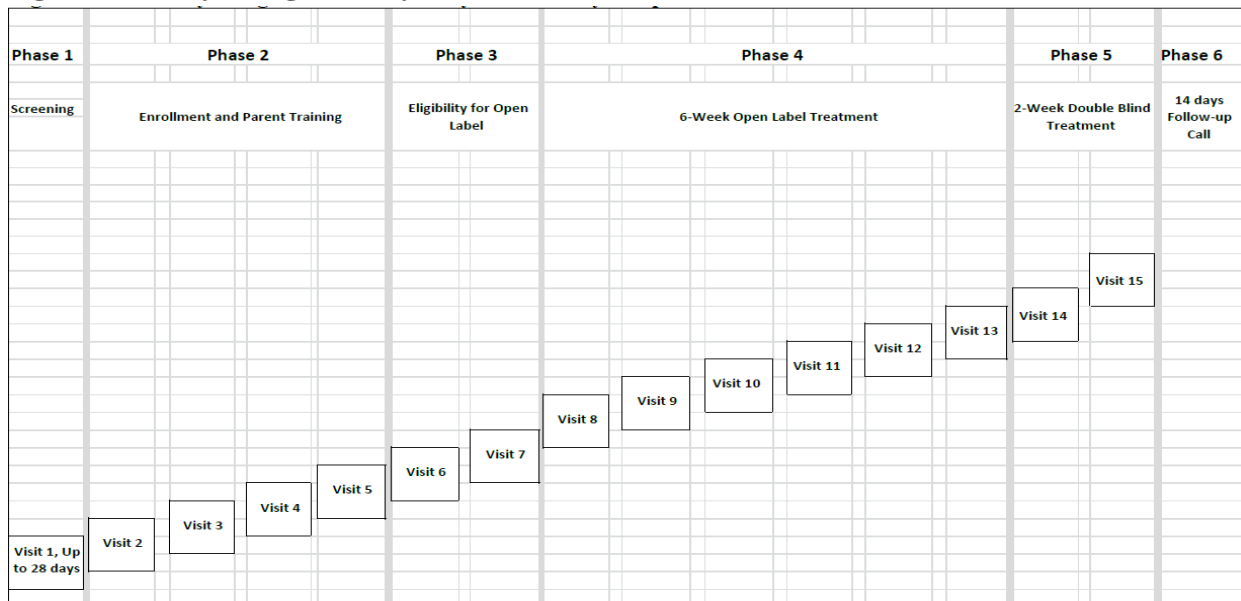 Phase 1 Phase 2 Phase 3 Phase 4 Phase 5 Phase 6
Screening
Enrollment and Parent Training
Eligibility for Open
Label
6-Week Open Label Treatment
2-Week Double Blind
Treatment
14 days
Follow-up
Call
Visit 15
Visit 14
Visit 13
Visit 12
Visit 11
Visit 10
Visit 9
Visit 8
Visit 7
Visit 6
Visit 5
Visit 4
Visit 3
Visit 2
Visit 1, Up
to 28 days